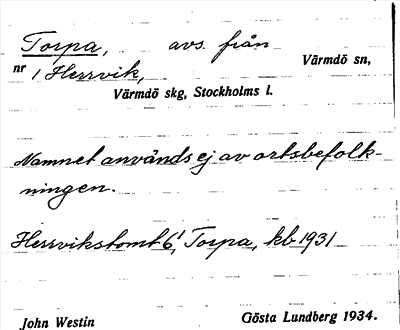 Torpa, avs. från Värmdö sn,
nr 1 Herrvik,
Värmdö skg, Stockholms l.
Namnet används ej av ortsbefolk-
ningen.
Herrvikstomt 6¹, Torpa, kb 1931
John Westin Gösta Lundberg 1934.